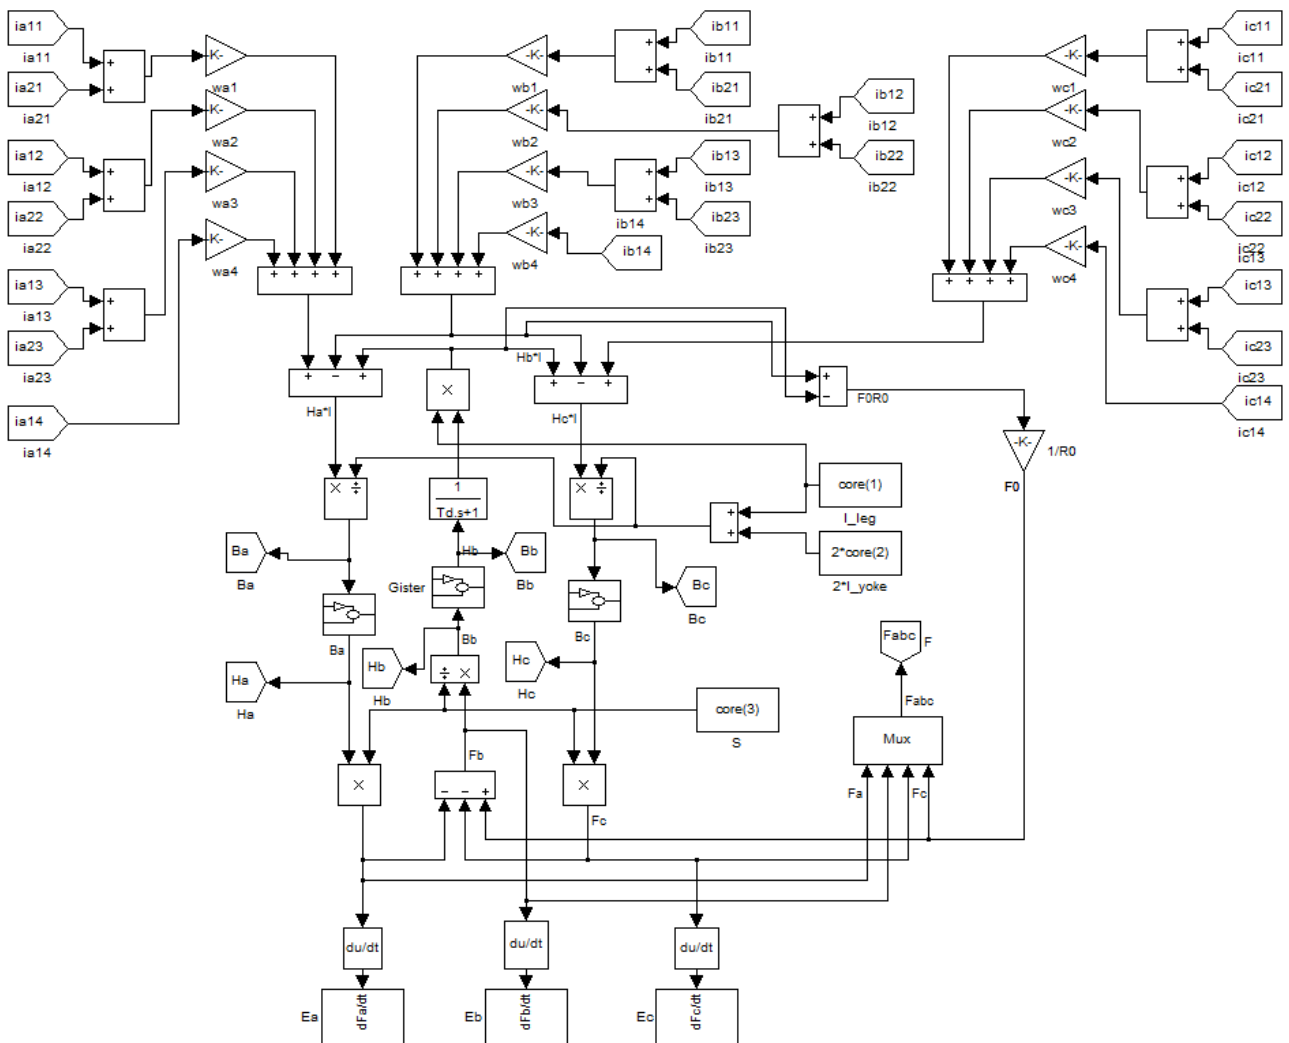 ia11
ia11
ia21
ia21
ia12
ia12
ia22
ia22
ia13
ia13
ia23
ia23
ia14
ia14
+
+
+
+
+
+
K-
wa1
K-
wa2
K-
wa3
K-
wa4
+ + + +
-K-
wb1
-K-
wb2
-K-
wb3
-K-
wb4
+
+
+
+
ib14
ib11
ib11
ib21
ib21
ib13
ib13
ib23
ib23
ib14
+
+
ib12
ib12
ib22
ib22
+ + + +
-K-
wc1
-K-
wc2
-K-
wc3
-K-
wc4
+
+
+
+
+
+
ic11
ic11
ic21
ic21
ic12
ic12
ic22
ic22
ic13
ic13
ic23
ic23
ic14
ic14
+ + + +
+ − +
Ha*l
×
Hb*l
+ − +
Hc*l
+
−
F0R0
-K-
1/R0
F0
× ÷
1
Td.s+1
× ÷
+
+
core(1)
l_leg
2*core(2)
2*l_yoke
Ba
Ba
Hb
Bb
Bb
Gister
Bc
Bc
Ba
Bb
Bc
Ha
Ha
Hb
Hb
÷ ×
Hc
Hc
core(3)
S
Fabc
F
Fabc
Mux
Fa
Fc
×
Fb
− − +
×
Fc
du/dt
du/dt
du/dt
Ea
dFa/dt
Eb
dFb/dt
Ec
dFc/dt